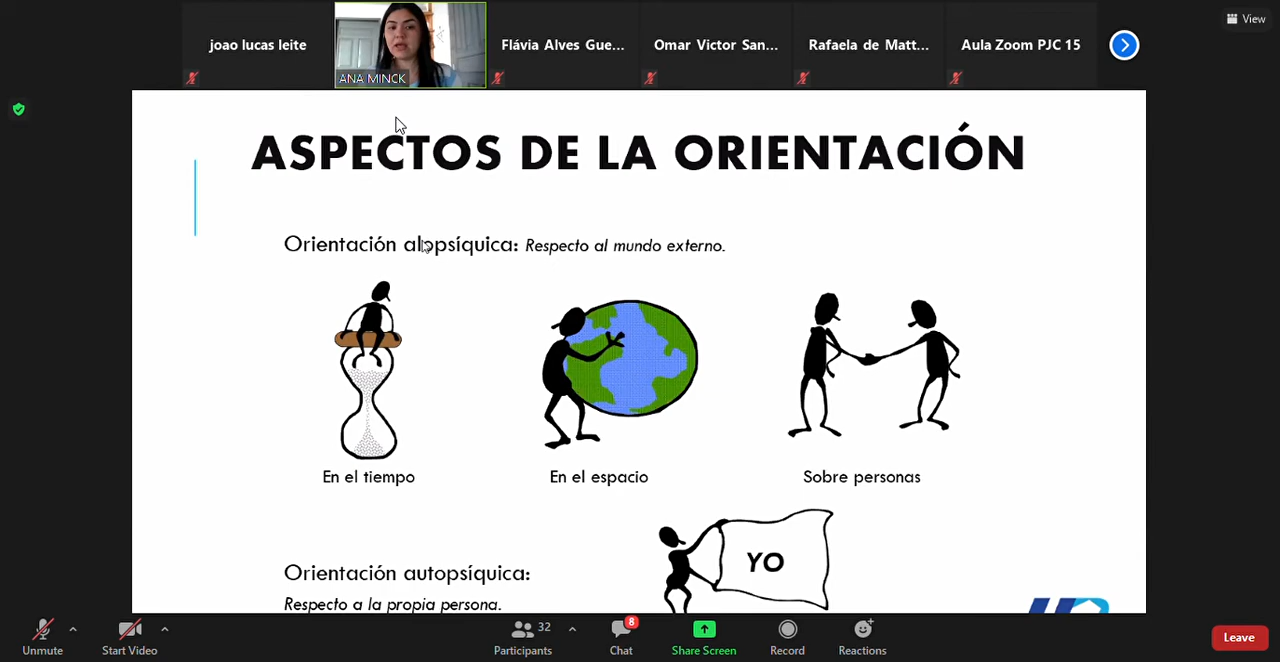 View
joao lucas leite
ANA MINCK
Flávia Alves Gue...
Omar Victor San...
Rafaela de Matt...
Aula Zoom PJC 15
ASPECTOS DE LA ORIENTACIÓN
Orientación alopsíquica: Respecto al mundo externo.
En el tiempo
En el espacio
Sobre personas
YO
Orientación autopsíquica:
Respecto a la propia persona.
Unmute
Start Video
32
Participants
8
Chat
Share Screen
Record
Reactions
Leave